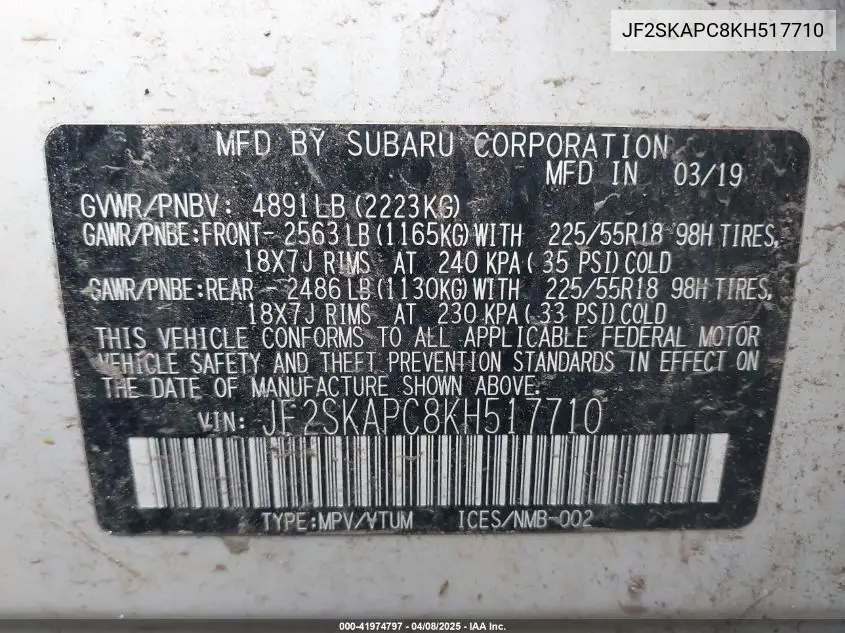 JF2SKAPC8KH517710
MFD BY SUBARU CORPORATION
MFD IN 03/19
GVWR/PNBV: 4891LB (2223KG)
GAWR/PNBE:FRONT- 2563 LB (1165KG) WITH 225/55R18 98H TIRES,
18X7J RIMS AT 240 KPA ( 35 PSI) COLD
GAWR/PNBE:REAR - 2486 LB (1130KG) WITH 225/55R18 98H TIRES,
18X7J RIMS AT 230 KPA ( 33 PSI) COLD
THIS VEHICLE CONFORMS TO ALL APPLICABLE FEDERAL MOTOR
VEHICLE SAFETY AND THEFT PREVENTION STANDARDS IN EFFECT ON
THE DATE OF MANUFACTURE SHOWN ABOVE.
VIN: JF2SKAPC8KH517710
TYPE:MPV/VTUM ICES/NMB-002
000-41974797 - 04/08/2025 - IAA Inc.